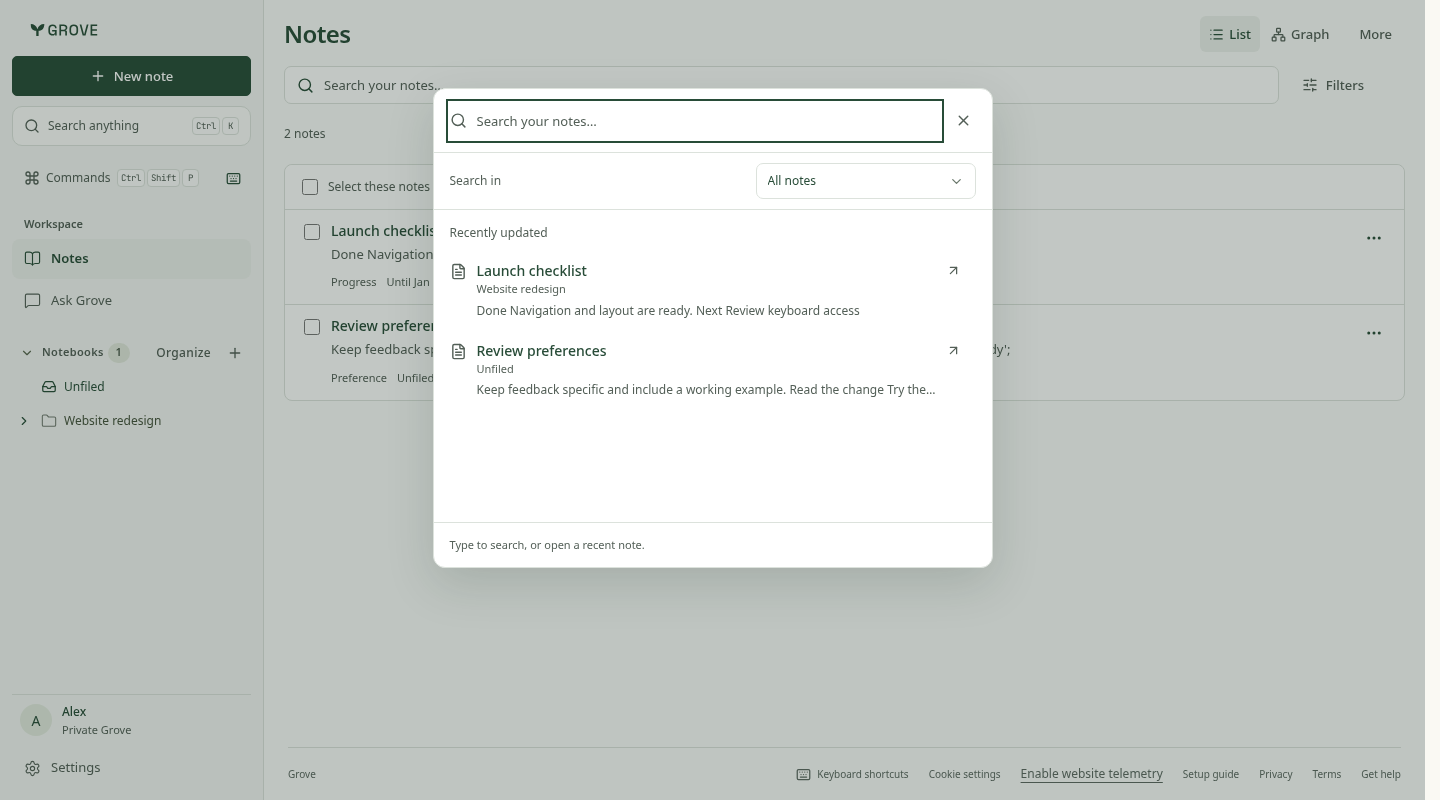 GROVE
New note
Search anything Ctrl K
Commands Ctrl Shift P
Workspace
Notes
Ask Grove
Notebooks 1 Organize
Unfiled
Website redesign
A
Alex
Private Grove
Settings
Notes
List Graph More
Search your notes...
Filters
2 notes
Select these notes
Launch checklis
Done Navigation
Progress Until Jan
Review preferen
Keep feedback sp
dy';
Preference Unfiled
Search your notes...
Search in All notes
Recently updated
Launch checklist
Website redesign
Done Navigation and layout are ready. Next Review keyboard access
Review preferences
Unfiled
Keep feedback specific and include a working example. Read the change Try the...
Type to search, or open a recent note.
Grove Keyboard shortcuts Cookie settings Enable website telemetry Setup guide Privacy Terms Get help